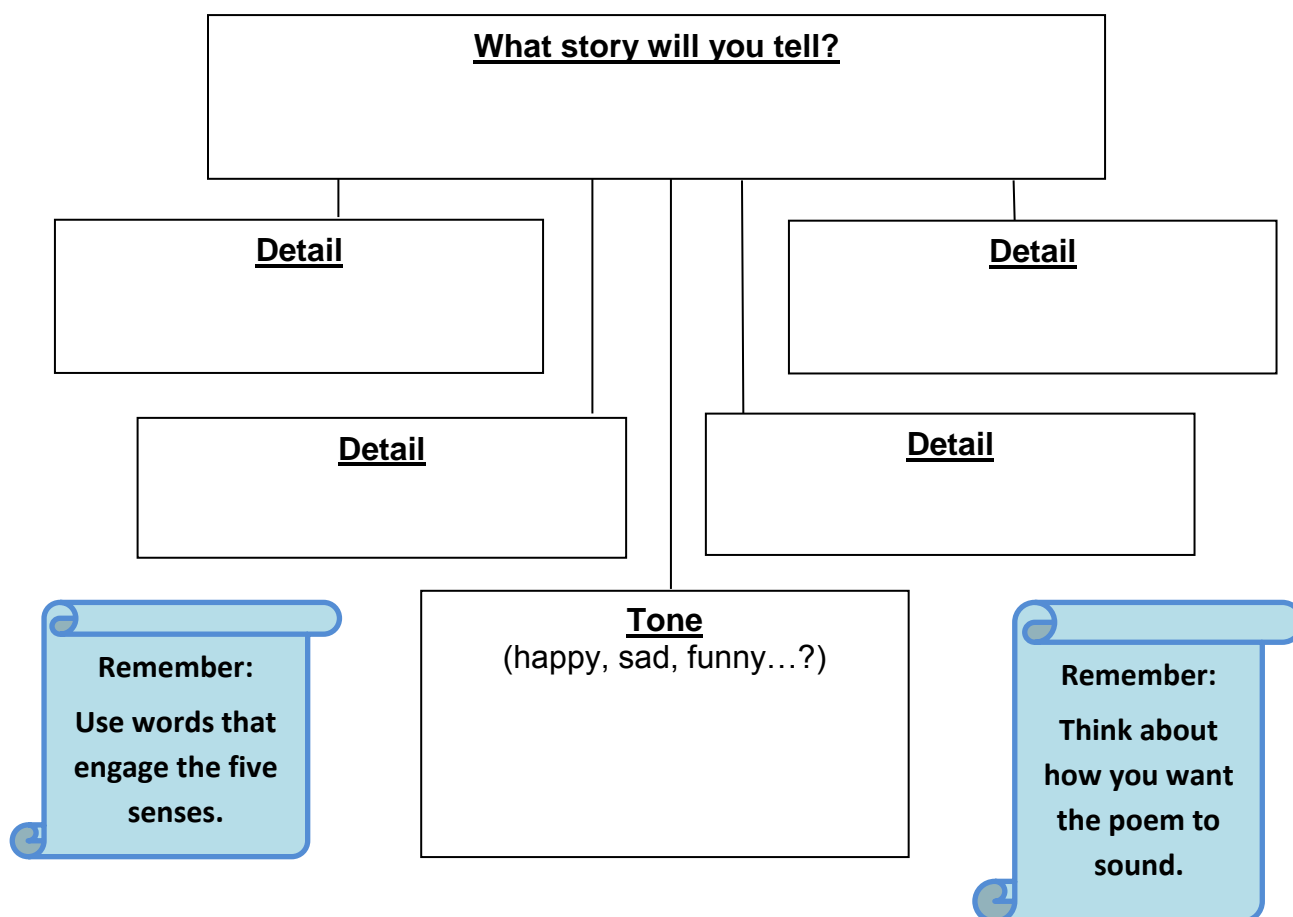 What story will you tell?
Detail
Detail
Detail
Detail
Tone
(happy, sad, funny…?)
Remember:
Use words that
engage the five
senses.
Remember:
Think about
how you want
the poem to
sound.